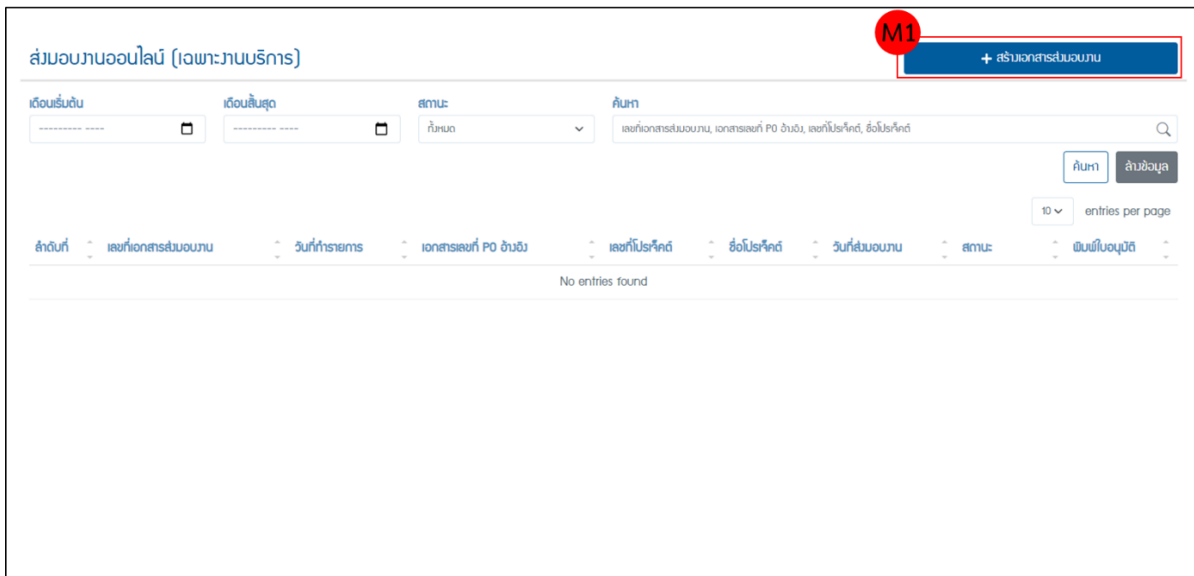 M1
ส่งมอบงานออนไลน์ (เฉพาะงานบริการ)
+ สร้างเอกสารส่งมอบงาน
เดือนเริ่มต้น เดือนสิ้นสุด สถานะ ค้นหา
--------- ---- --------- ---- ทั้งหมด เลขที่เอกสารส่งมอบงาน, เอกสารเลขที่ PO อ้างอิง, เลขที่โปรเจ็คต์, ชื่อโปรเจ็คต์
ค้นหา ล้างข้อมูล
10 entries per page
ลำดับที่ เลขที่เอกสารส่งมอบงาน วันที่ทำรายการ เอกสารเลขที่ PO อ้างอิง เลขที่โปรเจ็คต์ ชื่อโปรเจ็คต์ วันที่ส่งมอบงาน สถานะ พิมพ์ใบอนุมัติ
No entries found